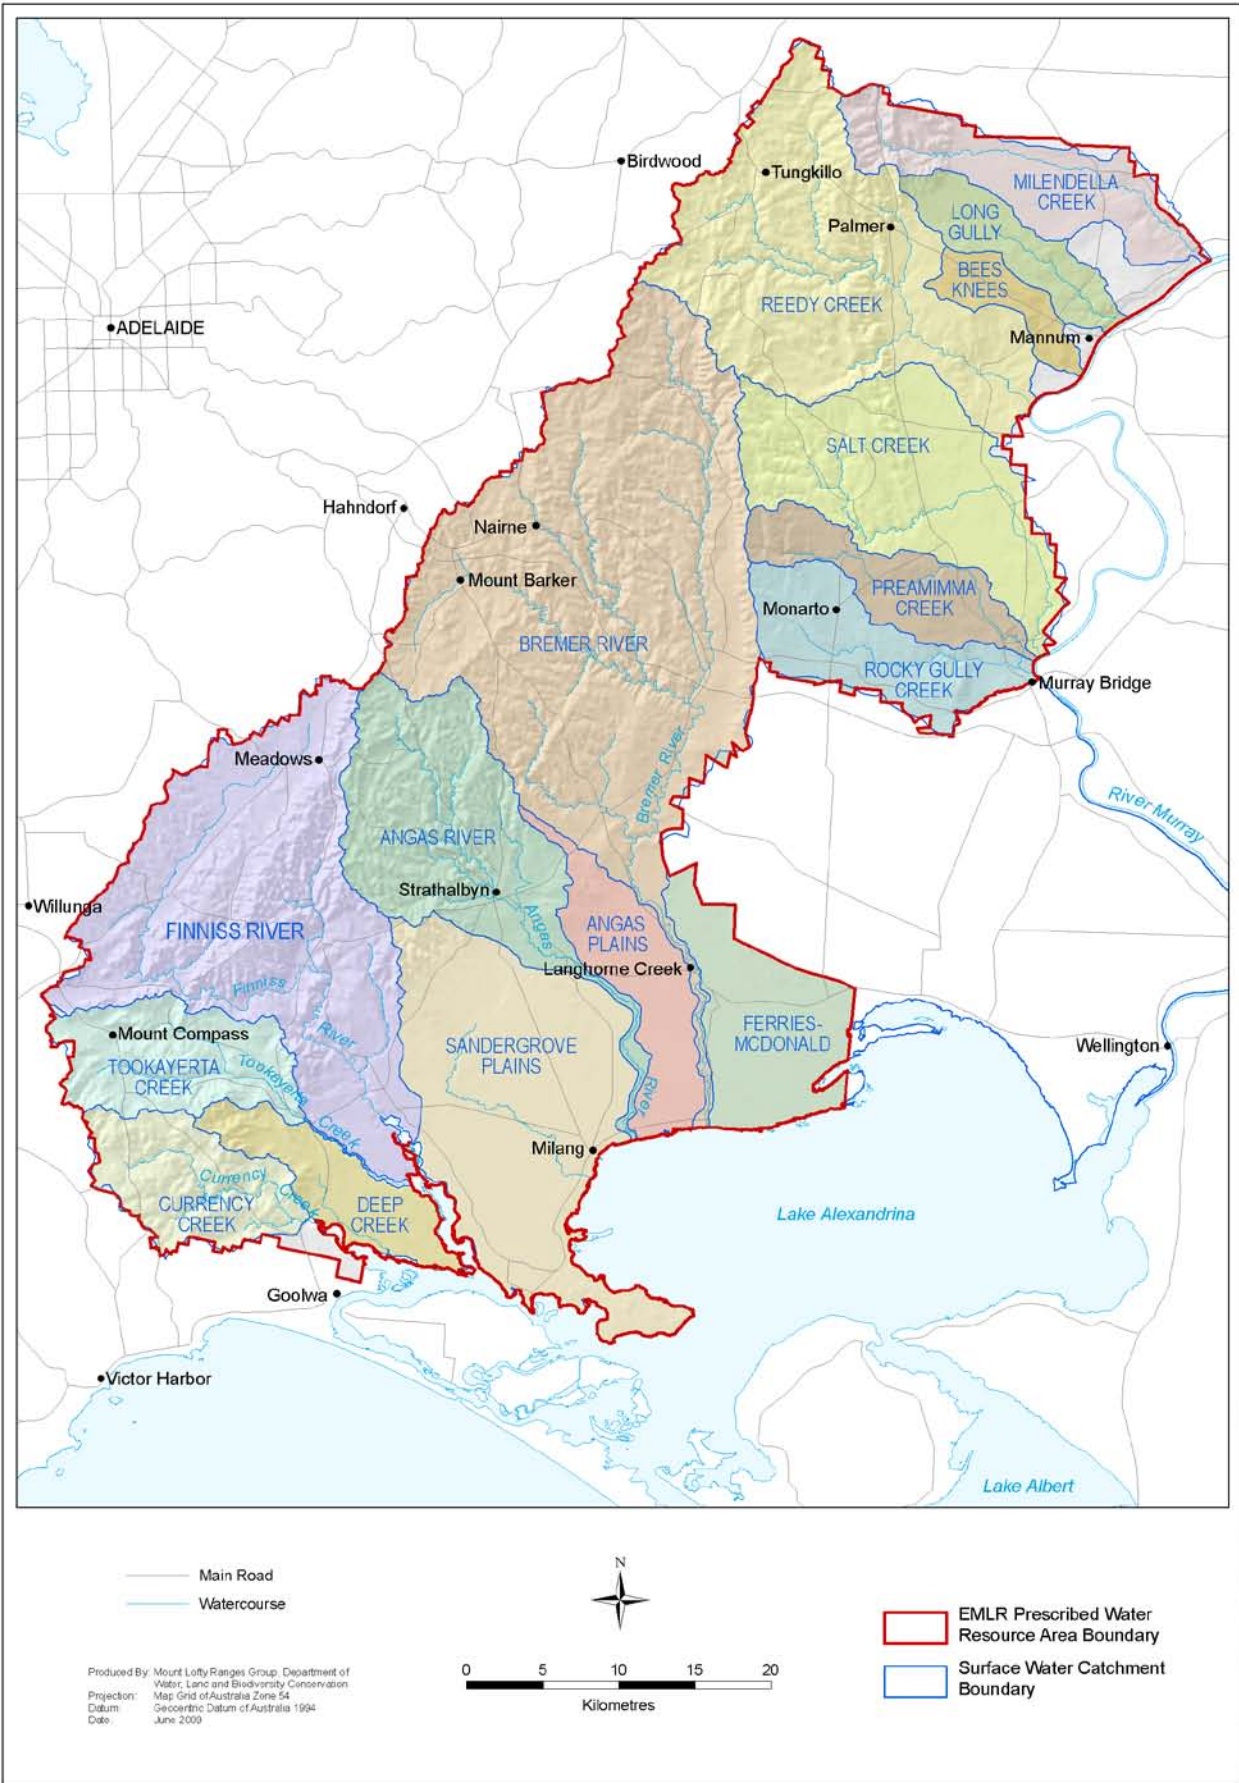 Birdwood
Tungkillo
MILENDELLA
CREEK
LONG
GULLY
Palmer
BEES
KNEES
REEDY CREEK
ADELAIDE
Mannum
SALT CREEK
Hahndorf
Nairne
Mount Barker
PREAMIMMA
CREEK
Monarto
BREMER RIVER
ROCKY GULLY
CREEK
Murray Bridge
Meadows
Bremer River
River Murray
ANGAS RIVER
Strathalbyn
Willunga
FINNISS RIVER
Angas
ANGAS
PLAINS
Langhorne Creek
Finniss
River
Mount Compass
TOOKAYERTA
CREEK
Tookayerta
Creek
SANDERGROVE
PLAINS
FERRIES-
MCDONALD
Wellington
River
Milang
Currency
Creek
CURRENCY
CREEK
DEEP
CREEK
Lake Alexandrina
Goolwa
Victor Harbor
Lake Albert
Main Road
Watercourse
N
EMLR Prescribed Water
Resource Area Boundary
Surface Water Catchment
Boundary
0 5 10 15 20
Kilometres
Produced By: Mount Lofty Ranges Group, Department of
Water, Land and Biodiversity Conservation
Projection: Map Grid of Australia Zone 54
Datum: Geocentric Datum of Australia 1994
Date: June 2009